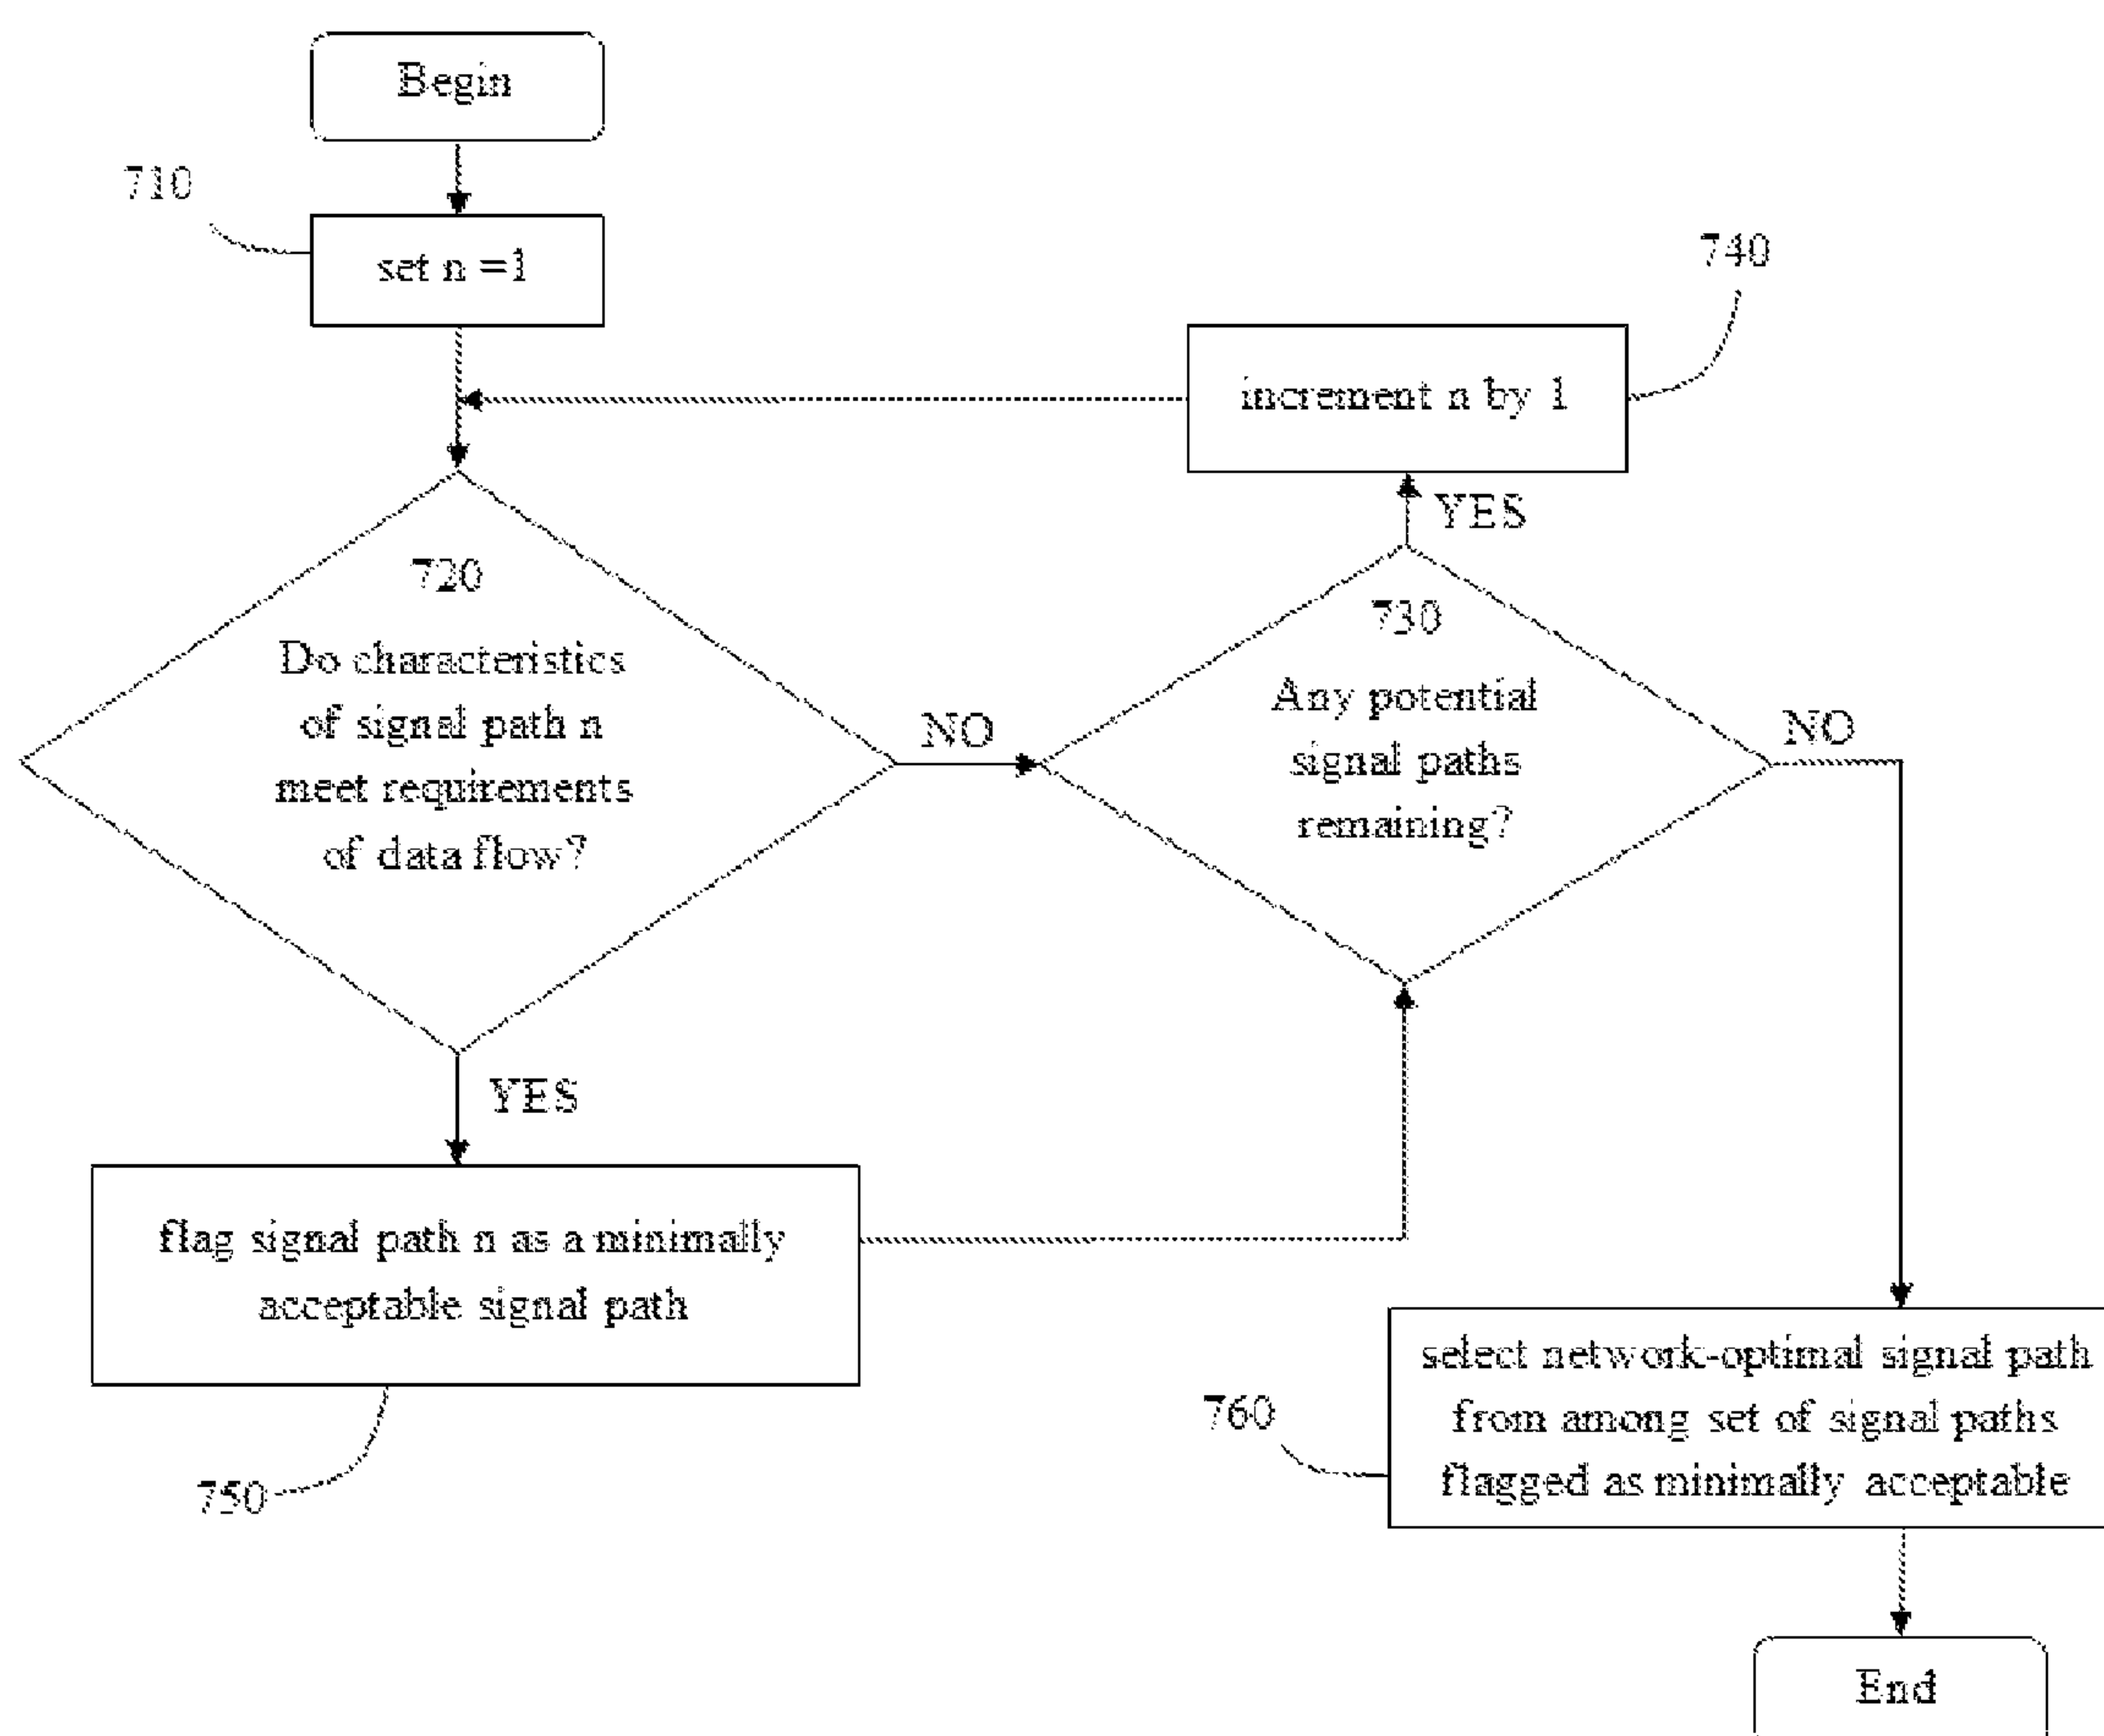 Begin
710
set n =1
740
increment n by 1
YES
720
Do characteristics
of signal path n
meet requirements
of data flow?
NO
730
Any potential
signal paths
remaining?
NO
YES
flag signal path n as a minimally
acceptable signal path
750
760
select network-optimal signal path
from among set of signal paths
flagged as minimally acceptable
End